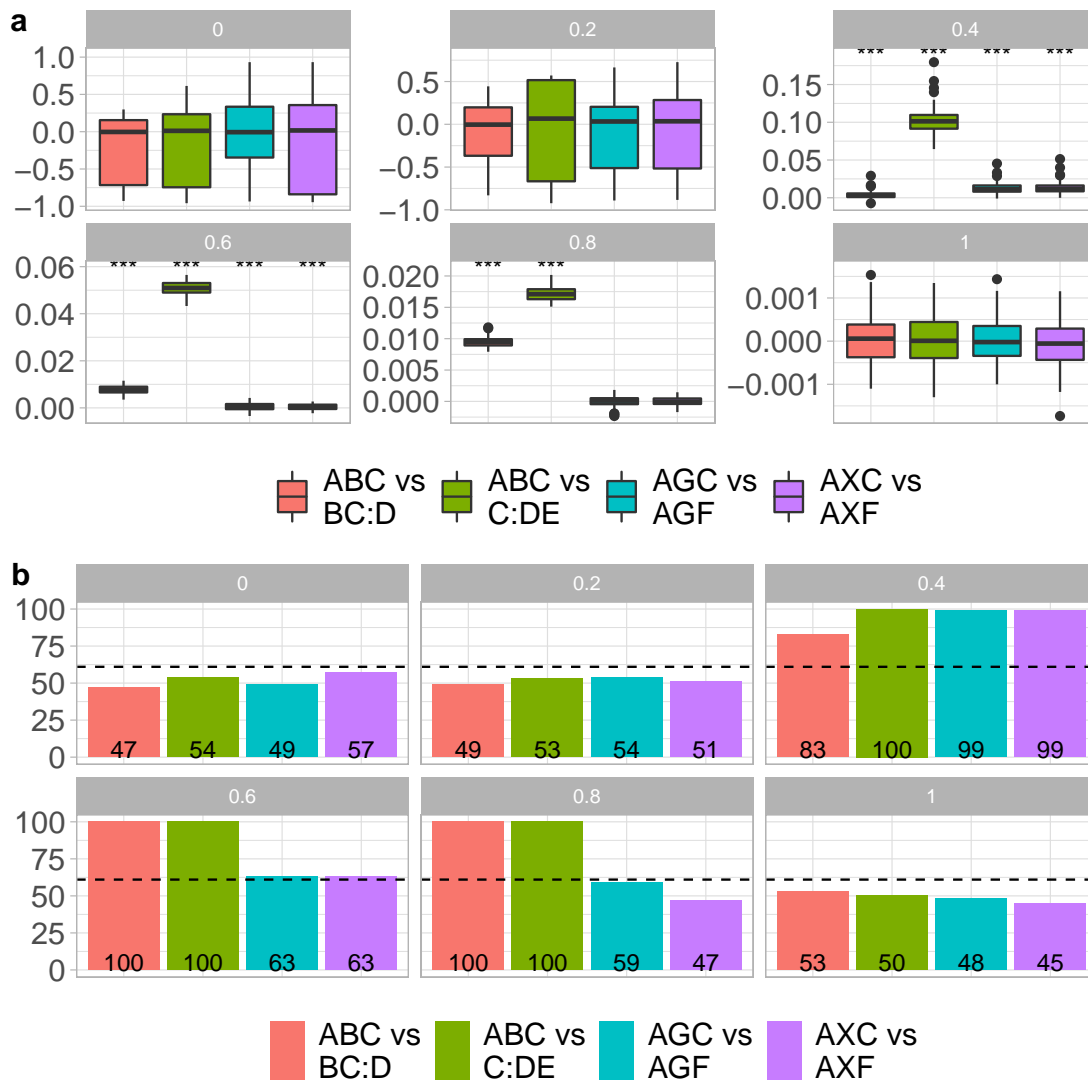 a
0
0.2
0.4
1.0
0.5
0.0
−0.5
−1.0
0.5
0.0
−0.5
−1.0
*** *** *** ***
0.15
0.10
0.05
0.00
0.6
0.8
1
*** *** *** ***
0.06
0.04
0.02
0.00
*** ***
0.020
0.015
0.010
0.005
0.000
0.001
0.000
−0.001
ABC vs
BC:D
ABC vs
C:DE
AGC vs
AGF
AXC vs
AXF
b
0
0.2
0.4
100
75
50
25
0
47 54 49 57
49 53 54 51
83 100 99 99
0.6
0.8
1
100
75
50
25
0
100 100 63 63
100 100 59 47
53 50 48 45
ABC vs
BC:D
ABC vs
C:DE
AGC vs
AGF
AXC vs
AXF